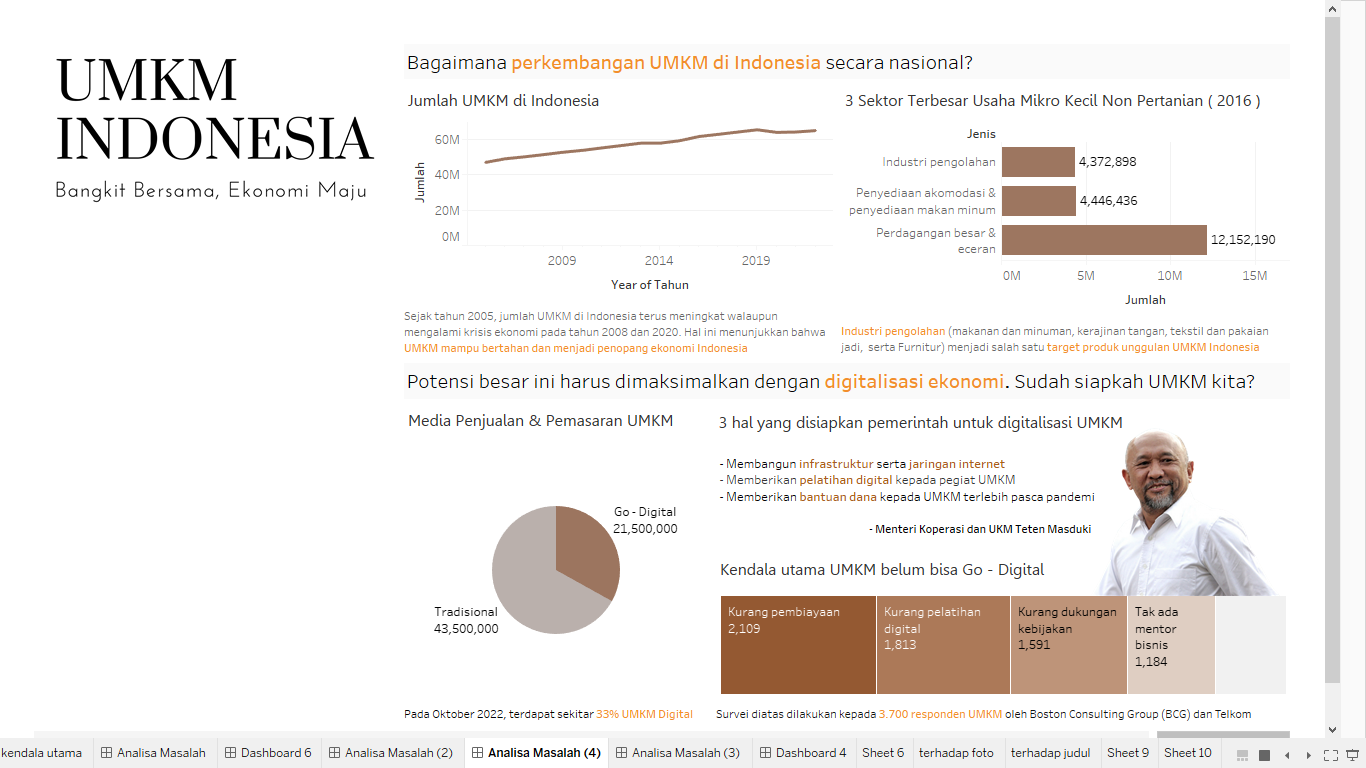 UMKM
INDONESIA
Bangkit Bersama, Ekonomi Maju
Bagaimana perkembangan UMKM di Indonesia secara nasional?
Jumlah UMKM di Indonesia
60M
40M
20M
0M
Jumlah
2009
2014
2019
Year of Tahun
Sejak tahun 2005, jumlah UMKM di Indonesia terus meningkat walaupun
mengalami krisis ekonomi pada tahun 2008 dan 2020. Hal ini menunjukkan bahwa
UMKM mampu bertahan dan menjadi penopang ekonomi Indonesia
3 Sektor Terbesar Usaha Mikro Kecil Non Pertanian ( 2016 )
Jenis
Industri pengolahan
4,372,898
Penyediaan akomodasi &
penyediaan makan minum
4,446,436
Perdagangan besar &
eceran
12,152,190
0M
5M
10M
15M
Jumlah
Industri pengolahan (makanan dan minuman, kerajinan tangan, tekstil dan pakaian
jadi, serta Furnitur) menjadi salah satu target produk unggulan UMKM Indonesia
Potensi besar ini harus dimaksimalkan dengan digitalisasi ekonomi. Sudah siapkah UMKM kita?
Media Penjualan & Pemasaran UMKM
Go - Digital
21,500,000
Tradisional
43,500,000
Pada Oktober 2022, terdapat sekitar 33% UMKM Digital
3 hal yang disiapkan pemerintah untuk digitalisasi UMKM
- Membangun infrastruktur serta jaringan internet
- Memberikan pelatihan digital kepada pegiat UMKM
- Memberikan bantuan dana kepada UMKM terlebih pasca pandemi
- Menteri Koperasi dan UKM Teten Masduki
Kendala utama UMKM belum bisa Go - Digital
Kurang pembiayaan
2,109
Kurang pelatihan
digital
1,813
Kurang dukungan
kebijakan
1,591
Tak ada
mentor
bisnis
1,184
Survei diatas dilakukan kepada 3.700 responden UMKM oleh Boston Consulting Group (BCG) dan Telkom
kendala utama
Analisa Masalah
Dashboard 6
Analisa Masalah (2)
Analisa Masalah (4)
Analisa Masalah (3)
Dashboard 4
Sheet 6
terhadap foto
terhadap judul
Sheet 9
Sheet 10